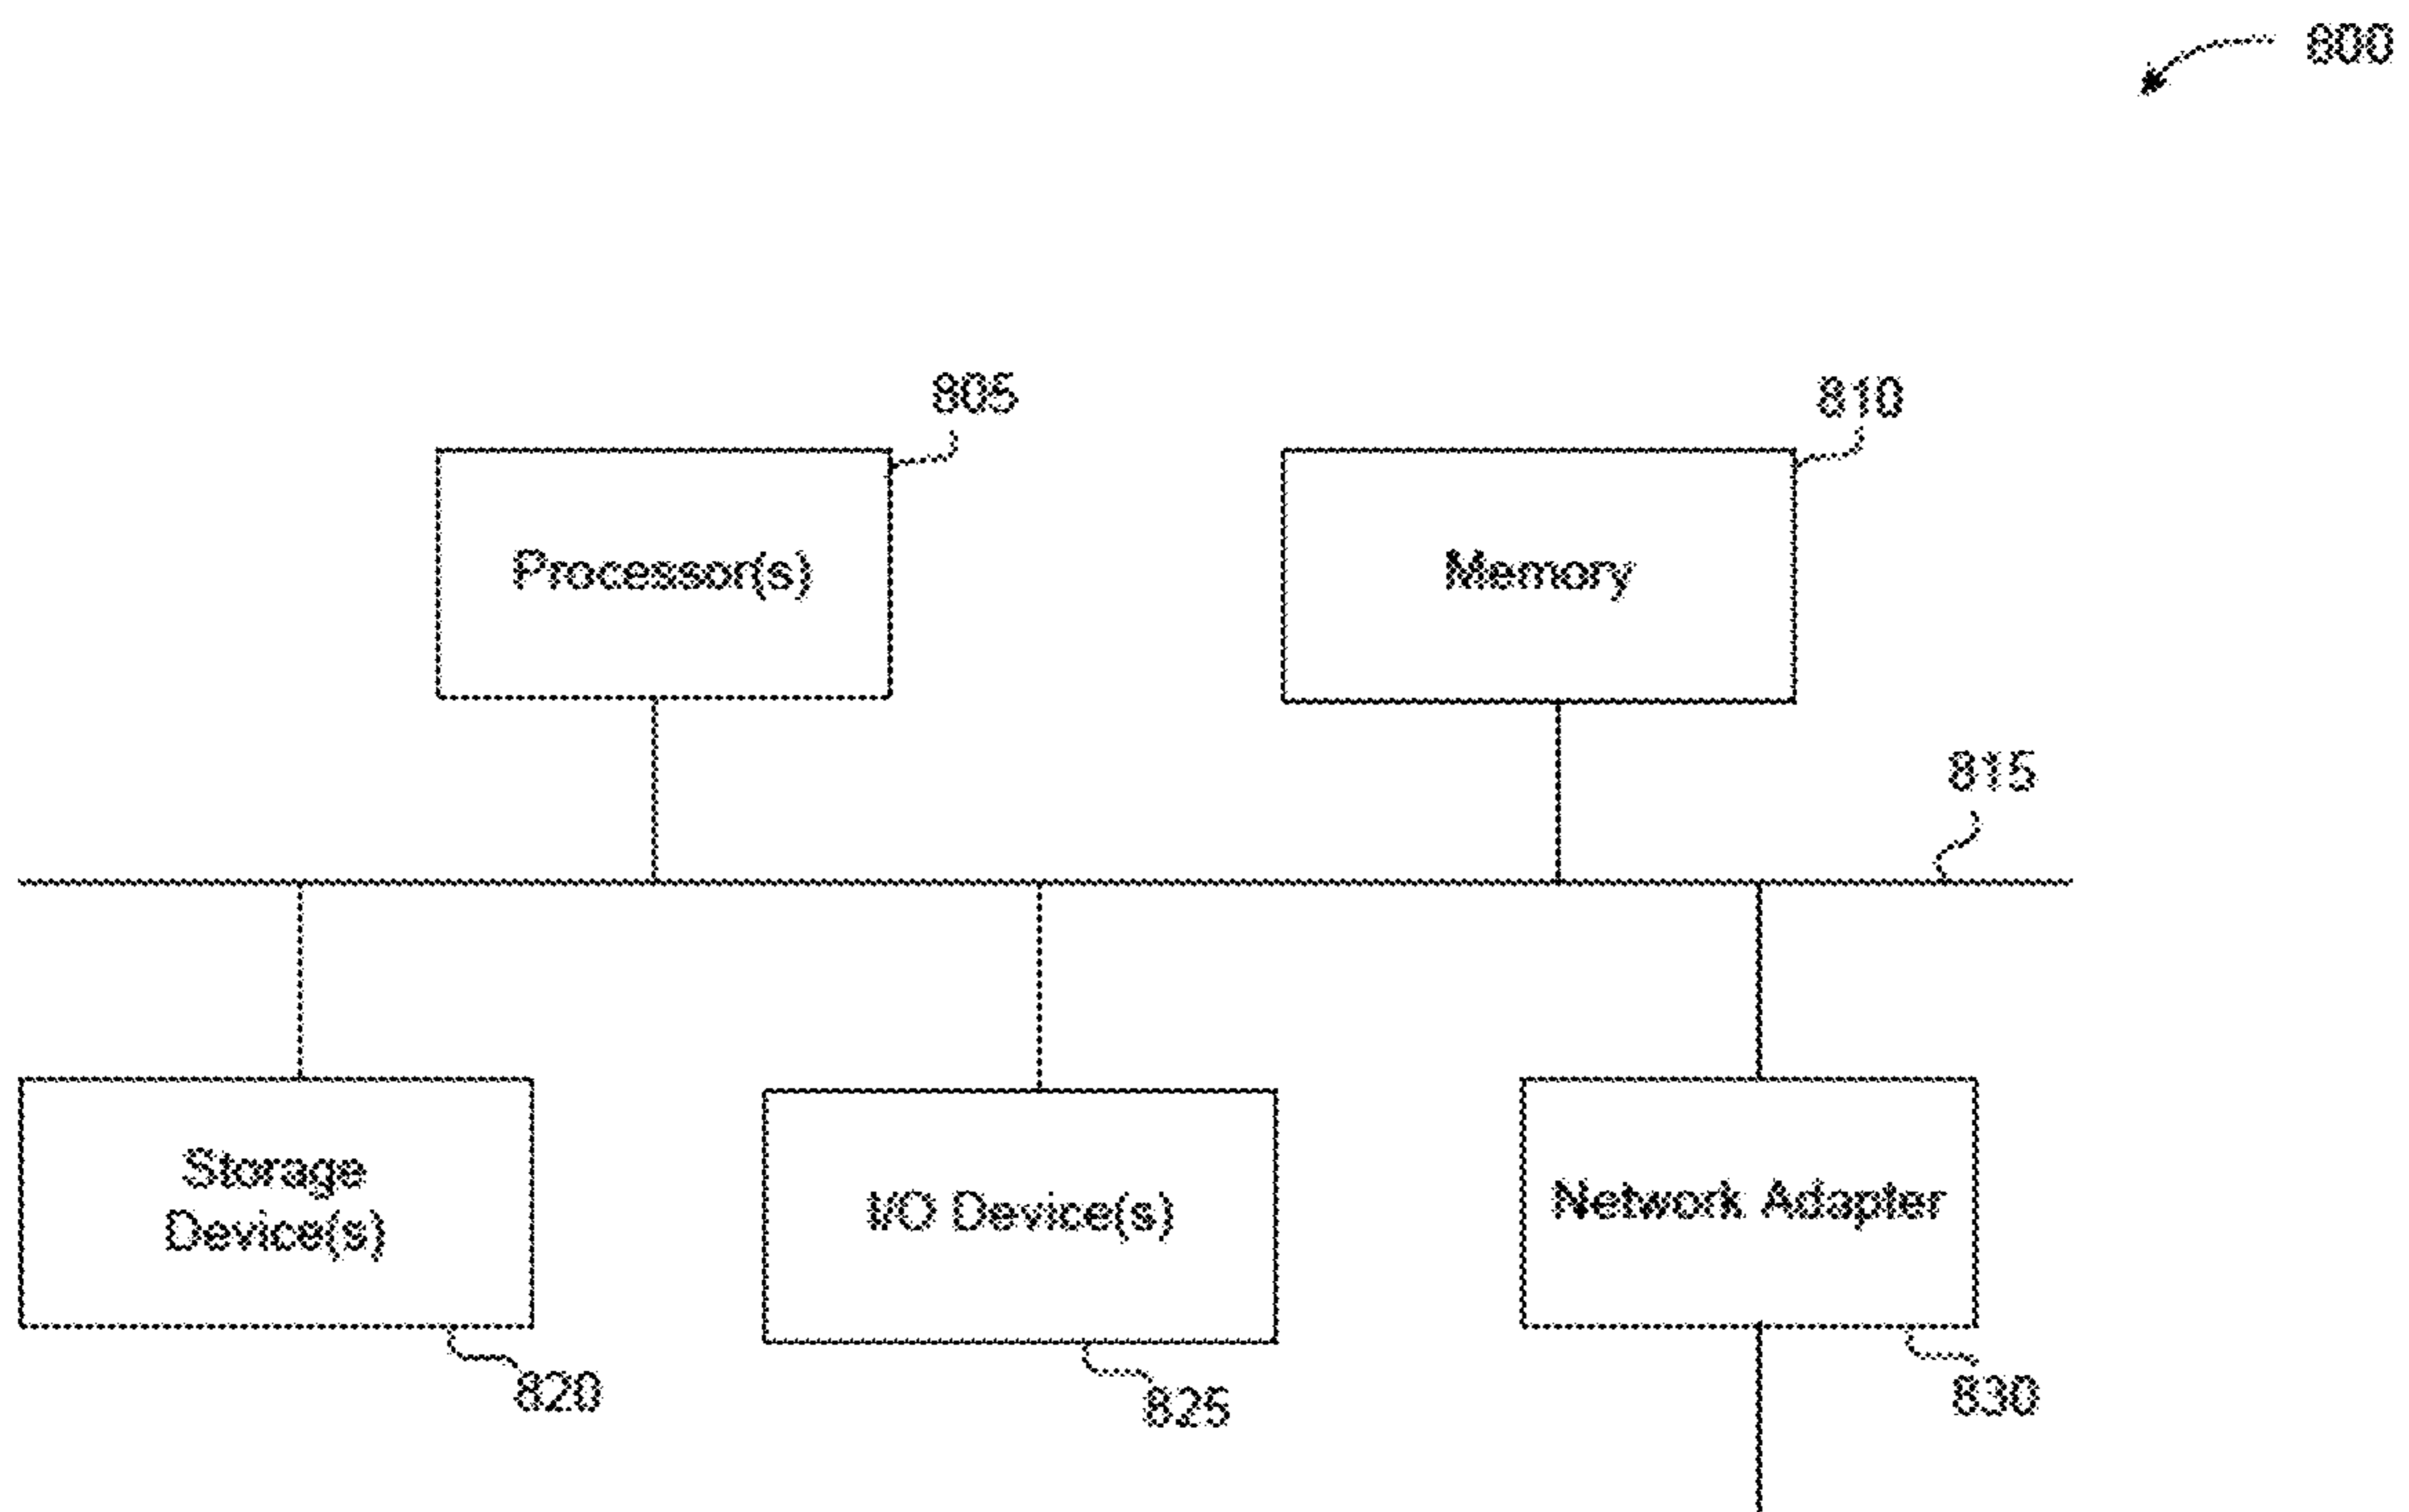 800
805
810
Processor(s)
Memory
815
Storage
Device(s)
I/O Device(s)
Network Adapter
820
825
830